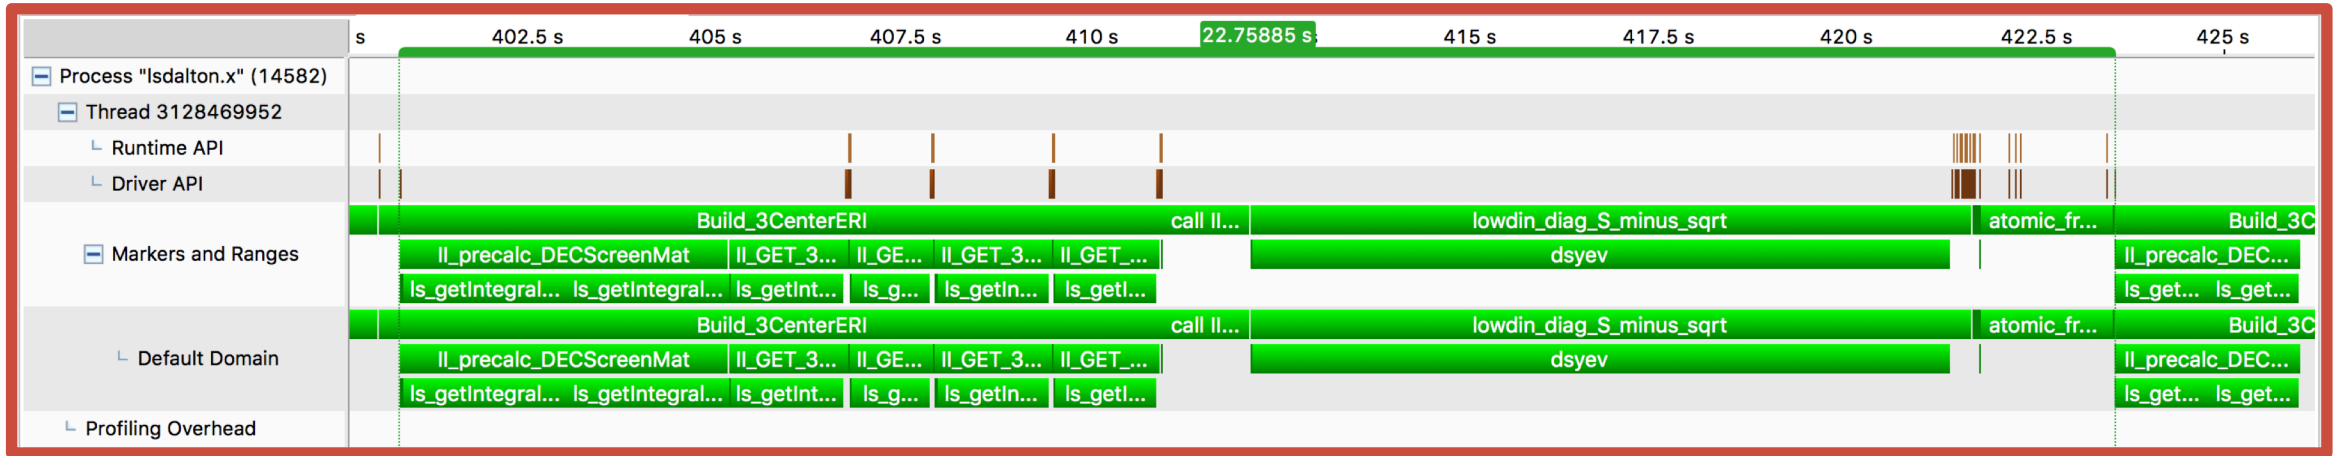 s 402.5 s 405 s 407.5 s 410 s 22.75885 s 415 s 417.5 s 420 s 422.5 s 425 s
Process "lsdalton.x" (14582)
Thread 3128469952
Runtime API
Driver API
Build_3CenterERI call II... lowdin_diag_S_minus_sqrt atomic_fr... Build_3C
Markers and Ranges II_precalc_DECScreenMat II_GET_3... II_GE... II_GET_3... II_GET_... dsyev II_precalc_DEC...
ls_getIntegral... ls_getIntegral... ls_getInt... ls_g... ls_getIn... ls_getI... ls_get... ls_get...
Build_3CenterERI call II... lowdin_diag_S_minus_sqrt atomic_fr... Build_3C
Default Domain II_precalc_DECScreenMat II_GET_3... II_GE... II_GET_3... II_GET_... dsyev II_precalc_DEC...
ls_getIntegral... ls_getIntegral... ls_getInt... ls_g... ls_getIn... ls_getI... ls_get... ls_get...
Profiling Overhead